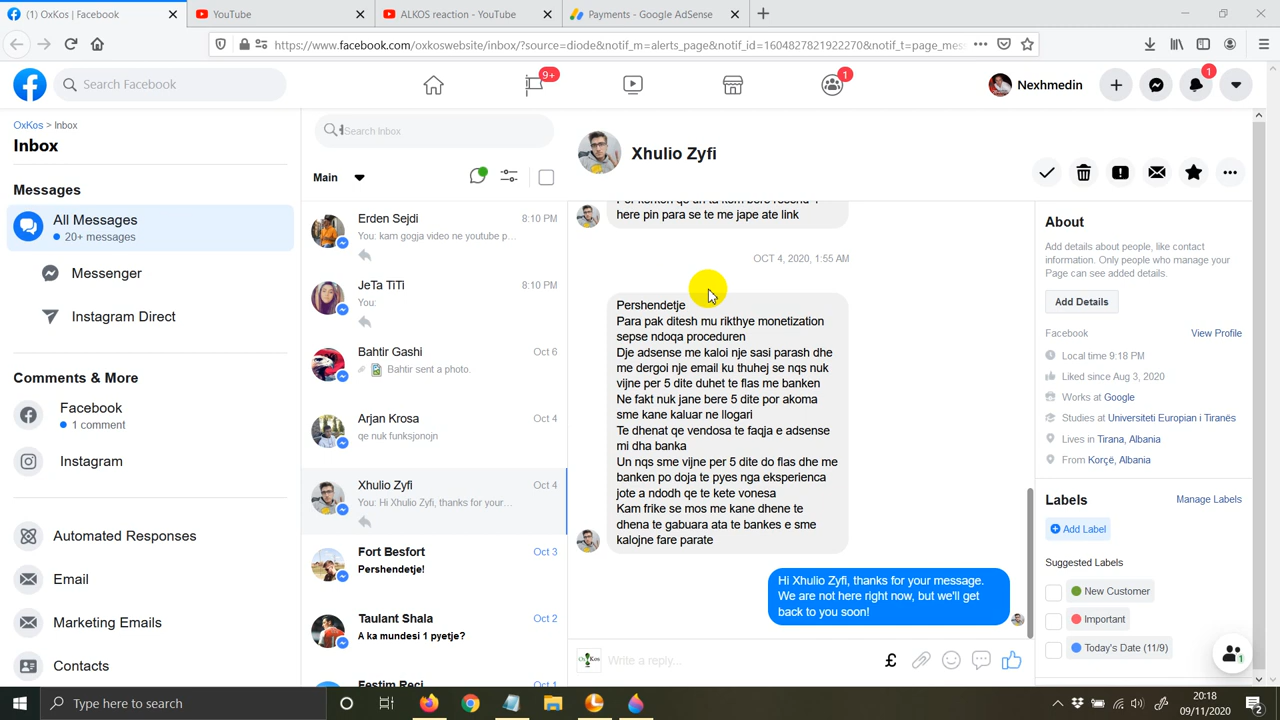 (1) OxKos | Facebook
YouTube
ALKOS reaction - YouTube
Payments - Google AdSense
https://www.facebook.com/oxkoswebsite/inbox/?source=diode&notif_m=alerts_page&notif_id=1604827821922270&notif_t=page_mes
Search Facebook
9+
1
Nexhmedin
1
OxKos > Inbox
Inbox
Messages
All Messages
20+ messages
Messenger
Instagram Direct
Comments & More
Facebook
1 comment
Instagram
Automated Responses
Email
Marketing Emails
Contacts
Search Inbox
Main
Erden Sejdi 8:10 PM
You: kam gogja video ne youtube p...
JeTa TiTi 8:10 PM
You:
Bahtir Gashi Oct 6
Bahtir sent a photo.
Arjan Krosa Oct 4
qe nuk funksjonojn
Xhulio Zyfi Oct 4
You: Hi Xhulio Zyfi, thanks for your...
Fort Besfort Oct 3
Pershendetje!
Taulant Shala Oct 2
A ka mundesi 1 pyetje?
Festim Reci Oct 1
Xhulio Zyfi
here pin para se te me jape ate link
OCT 4, 2020, 1:55 AM
Pershendetje
Para pak ditesh mu rikthye monetization
sepse ndoqa proceduren
Dje adsense me kaloi nje sasi parash dhe
me dergoi nje email ku thuhej se nqs nuk
vijne per 5 dite duhet te flas me banken
Ne fakt nuk jane bere 5 dite por akoma
sme kane kaluar ne llogari
Te dhenat qe vendosa te faqja e adsense
mi dha banka
Un nqs sme vijne per 5 dite do flas dhe me
banken po doja te pyes nga eksperienca
jote a ndodh qe te kete vonesa
Kam frike se mos me kane dhene te
dhena te gabuara ata te bankes e sme
kalojne fare parate
Hi Xhulio Zyfi, thanks for your message.
We are not here right now, but we'll get
back to you soon!
OxKos
Write a reply...
£
About
Add details about people, like contact
information. Only people who manage your
Page can see added details.
Add Details
Facebook View Profile
Local time 9:18 PM
Liked since Aug 3, 2020
Works at Google
Studies at Universiteti Europian i Tiranës
Lives in Tirana, Albania
From Korçë, Albania
Labels Manage Labels
Add Label
Suggested Labels
New Customer
Important
Today's Date (11/9)
1
Type here to search
20:18
09/11/2020
2